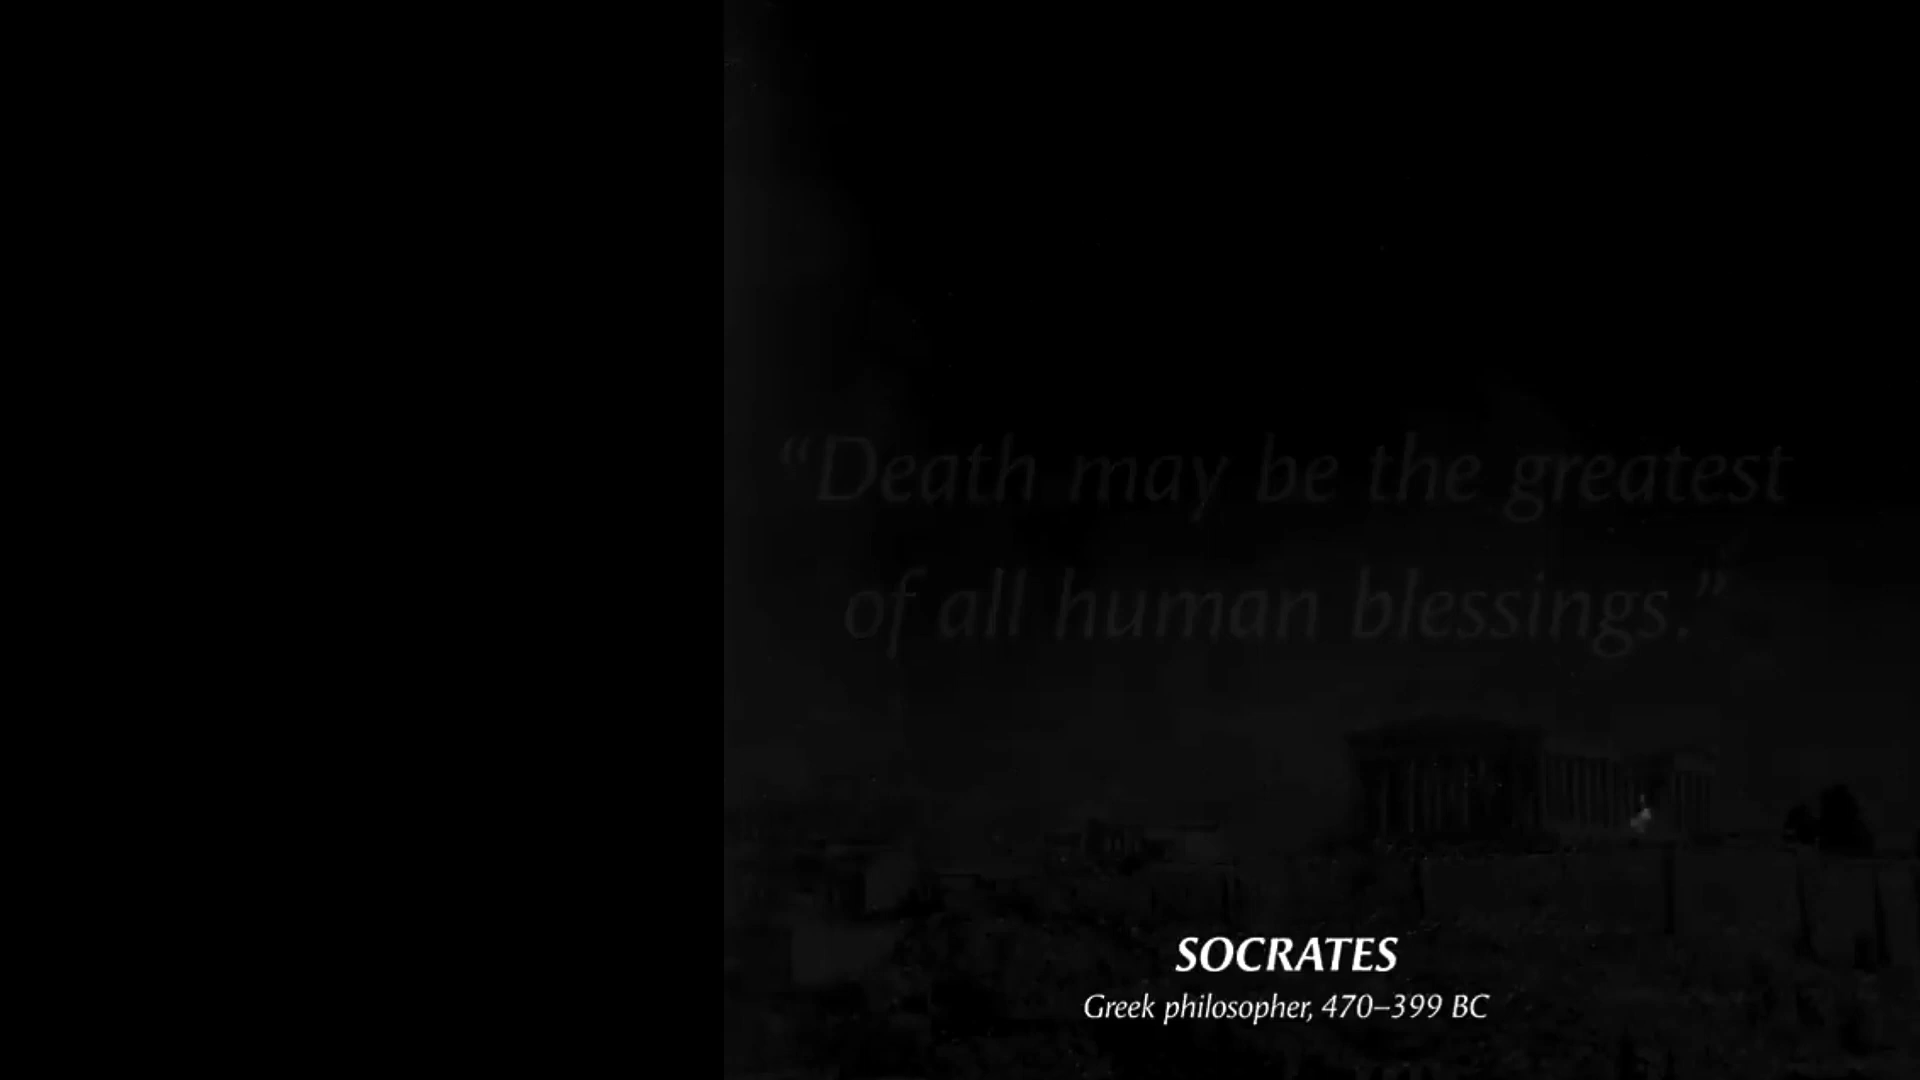 “Death may be the greatest
of all human blessings.”
SOCRATES
Greek philosopher, 470–399 BC